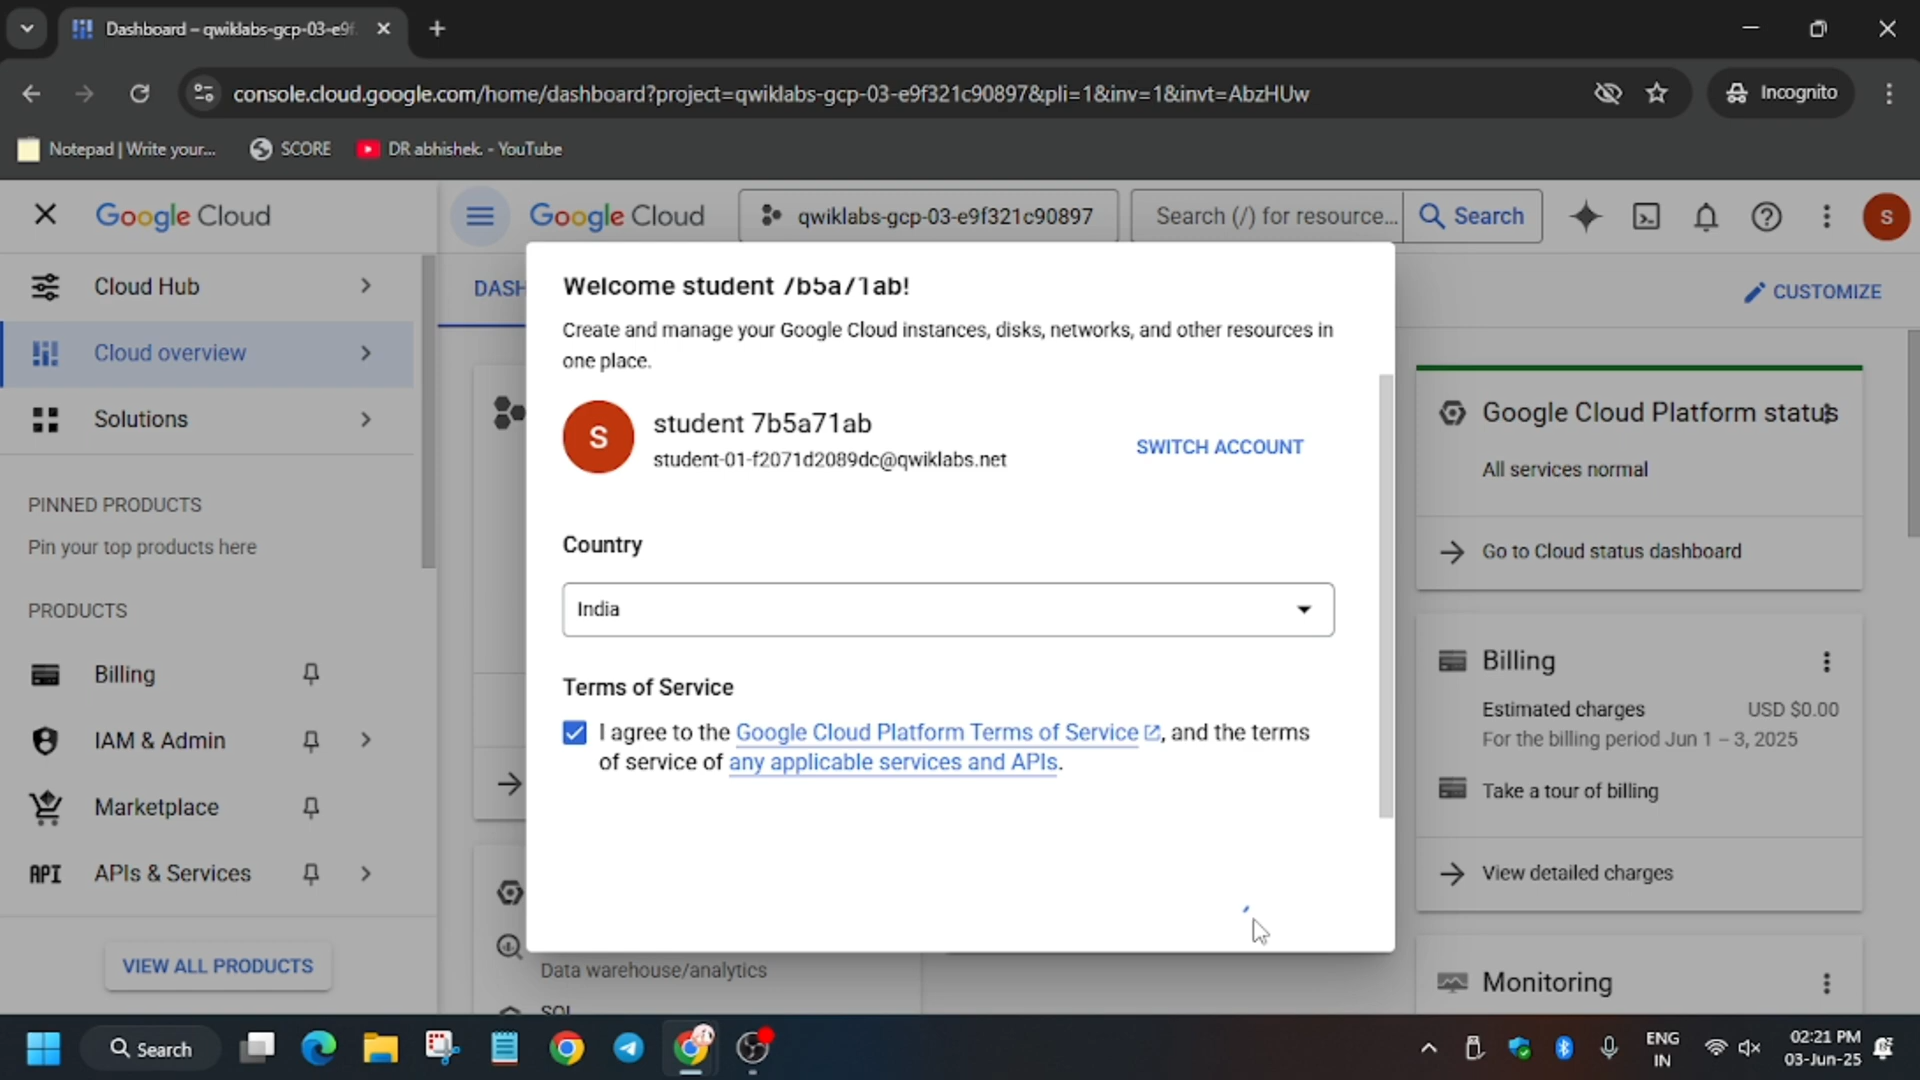 Dashboard – qwiklabs-gcp-03-e9f
console.cloud.google.com/home/dashboard?project=qwiklabs-gcp-03-e9f321c90897&pli=1&inv=1&invt=AbzHUw
Incognito
Notepad | Write your...
SCORE
DR abhishek. - YouTube
Google Cloud
Google Cloud
qwiklabs-gcp-03-e9f321c90897
Search (/) for resource...
Search
S
Cloud Hub
Cloud overview
Solutions
PINNED PRODUCTS
Pin your top products here
PRODUCTS
Billing
IAM & Admin
Marketplace
API APIs & Services
VIEW ALL PRODUCTS
DASH
CUSTOMIZE
Welcome student 7b5a71ab!
Create and manage your Google Cloud instances, disks, networks, and other resources in
one place.
S
student 7b5a71ab
student-01-f2071d2089dc@qwiklabs.net
SWITCH ACCOUNT
Country
India
Terms of Service
I agree to the Google Cloud Platform Terms of Service, and the terms
of service of any applicable services and APIs.
Data warehouse/analytics
SQL
Google Cloud Platform status
All services normal
Go to Cloud status dashboard
Billing
Estimated charges USD $0.00
For the billing period Jun 1 – 3, 2025
Take a tour of billing
View detailed charges
Monitoring
Search
ENG
IN
02:21 PM
03-Jun-25